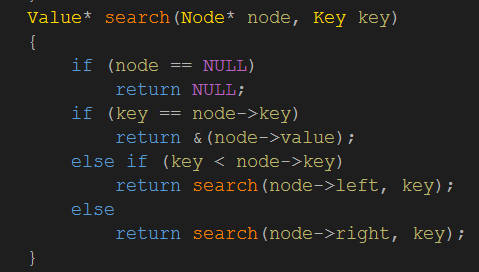 Value* search(Node* node, Key key)
{
    if (node == NULL)
        return NULL;
    if (key == node->key)
        return &(node->value);
    else if (key < node->key)
        return search(node->left, key);
    else
        return search(node->right, key);
}